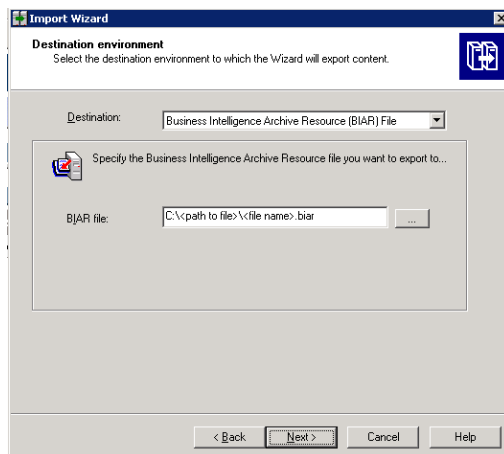 Import Wizard
Destination environment
Select the destination environment to which the Wizard will export content.
Destination:
Business Intelligence Archive Resource (BIAR) File
Specify the Business Intelligence Archive Resource file you want to export to...
BIAR file:
C:\<path to file>\<file name>.biar
...
< Back
Next >
Cancel
Help